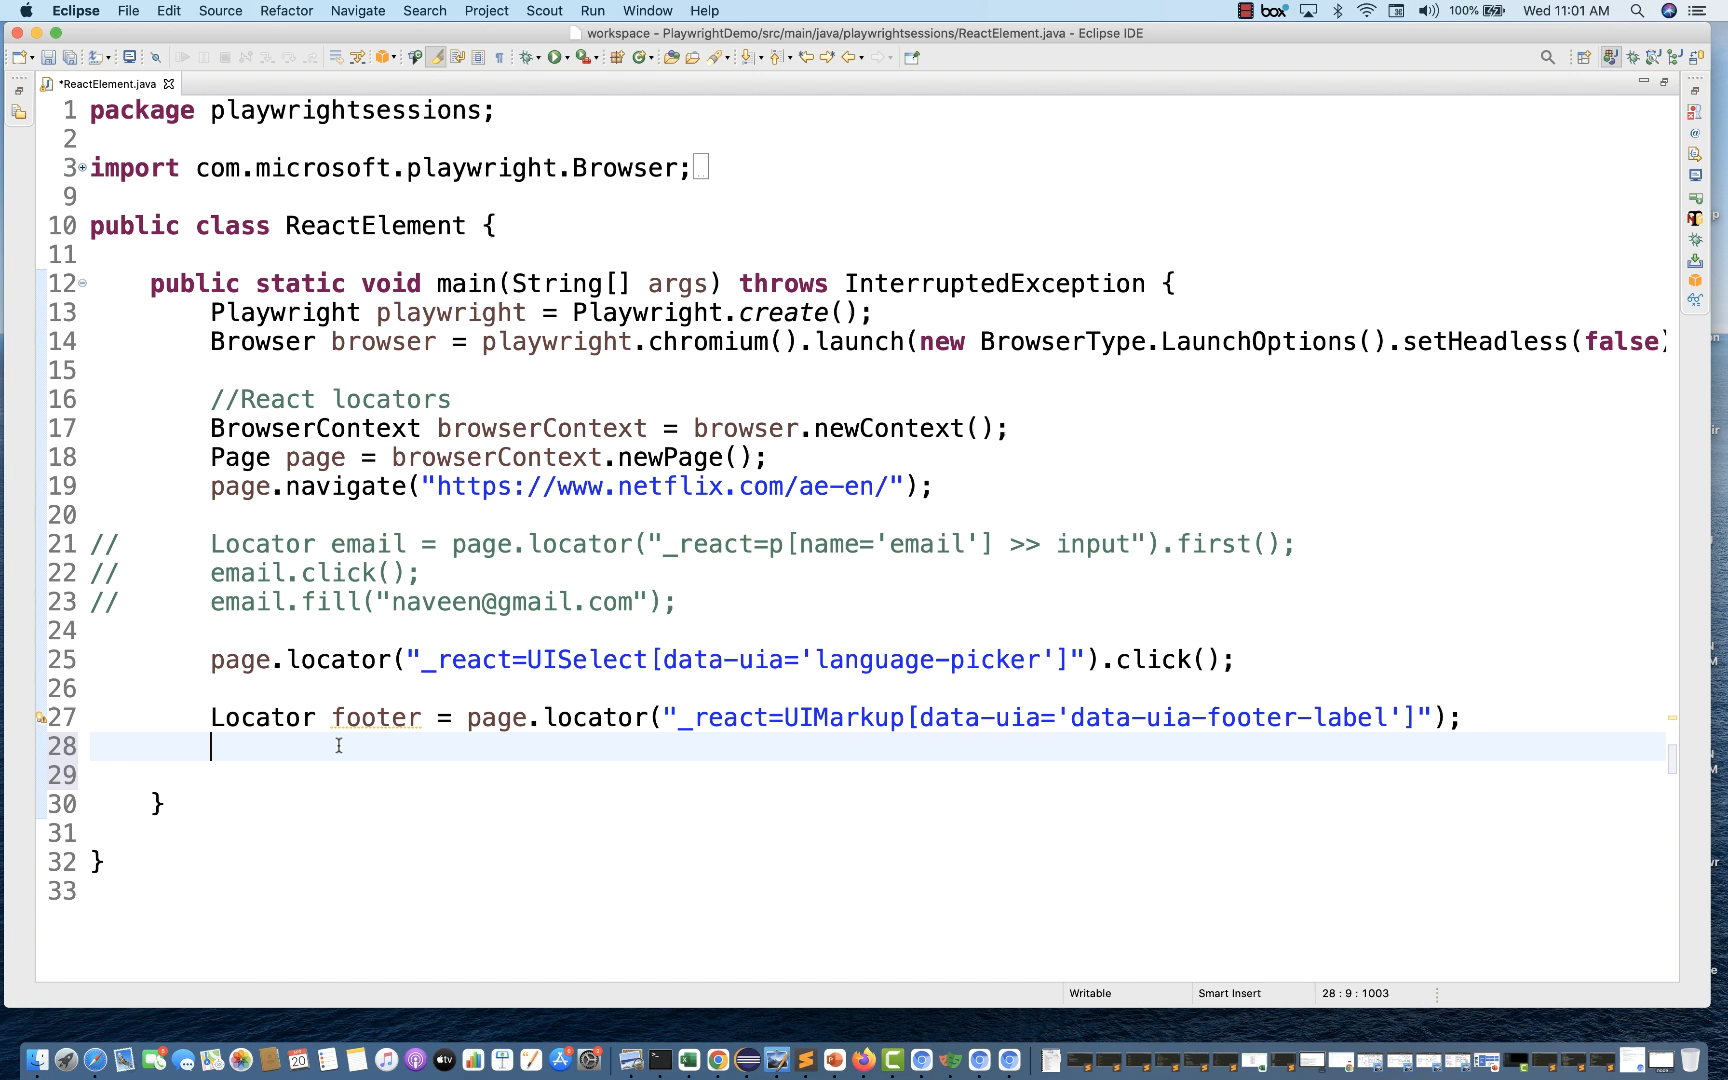 Eclipse File Edit Source Refactor Navigate Search Project Scout Run Window Help box 100% Wed 11:01 AM
workspace - PlaywrightDemo/src/main/java/playwrightsessions/ReactElement.java - Eclipse IDE
*ReactElement.java
1 package playwrightsessions;
2
3 import com.microsoft.playwright.Browser;
9
10 public class ReactElement {
11
12 public static void main(String[] args) throws InterruptedException {
13 Playwright playwright = Playwright.create();
14 Browser browser = playwright.chromium().launch(new BrowserType.LaunchOptions().setHeadless(false)
15
16 //React locators
17 BrowserContext browserContext = browser.newContext();
18 Page page = browserContext.newPage();
19 page.navigate("https://www.netflix.com/ae-en/");
20
21 // Locator email = page.locator("_react=p[name='email'] >> input").first();
22 // email.click();
23 // email.fill("naveen@gmail.com");
24
25 page.locator("_react=UISelect[data-uia='language-picker']").click();
26
27 Locator footer = page.locator("_react=UIMarkup[data-uia='data-uia-footer-label']");
28
29
30 }
31
32 }
33
Writable Smart Insert 28 : 9 : 1003